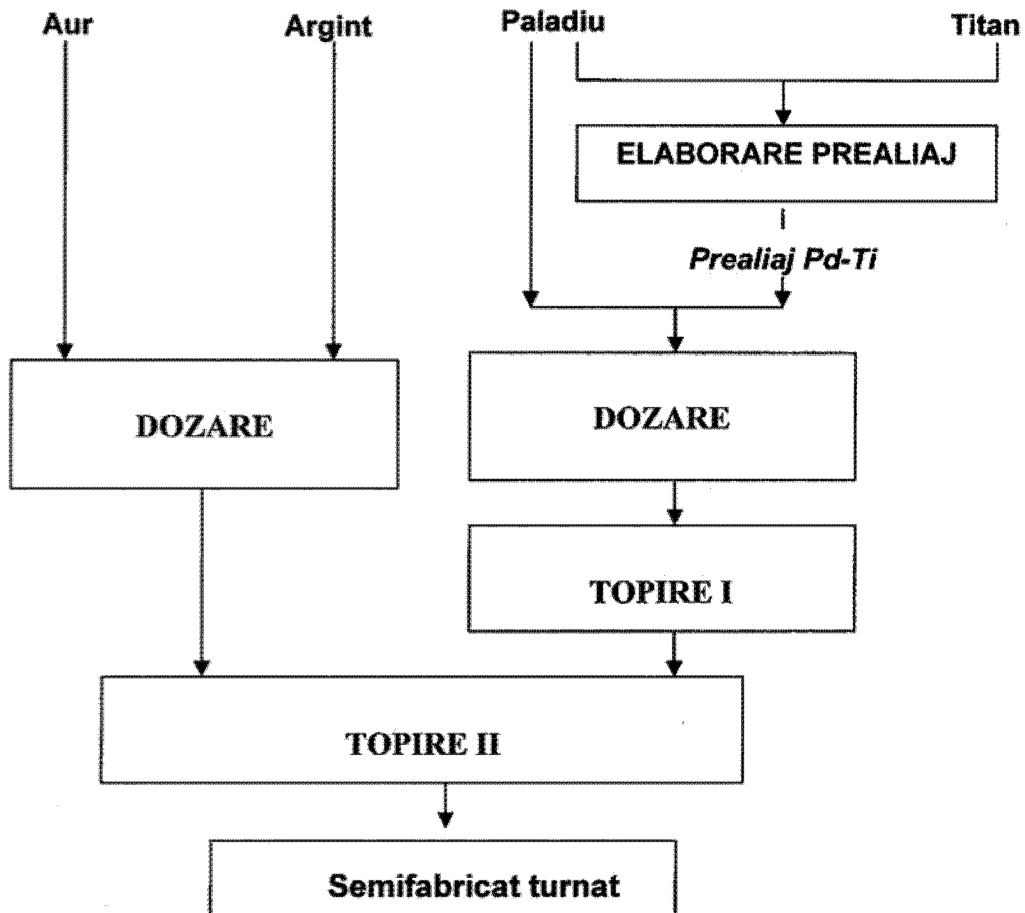 Aur Argint Paladiu Titan
ELABORARE PREALIAJ
Prealiaj Pd-Ti
DOZARE
DOZARE
TOPIRE I
TOPIRE II
Semifabricat turnat